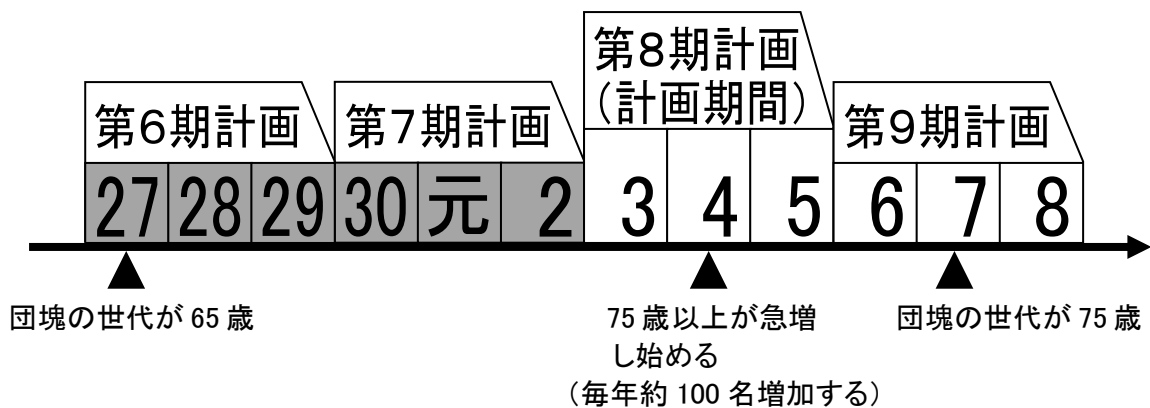 第6期計画
第7期計画
第8期計画
(計画期間)
第9期計画
27 28 29 30 元 2 3 4 5 6 7 8
団塊の世代が 65 歳
75 歳以上が急増
し始める
(毎年約 100 名増加する)
団塊の世代が 75 歳